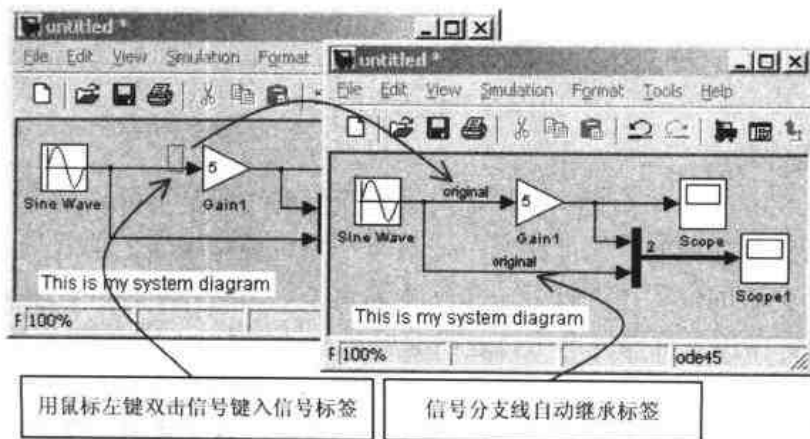 untitled *
File Edit View Simulation Format
5
Sine Wave
Gain1
This is my system diagram
F 100%
untitled *
File Edit View Simulation Format Tools Help
original
5
Sine Wave
Gain1
Scope
2
original
Scope1
This is my system diagram
F 100%
ode45
用鼠标左键双击信号键入信号标签
信号分支线自动继承标签